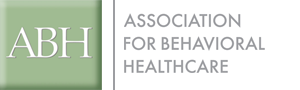 ABH
ASSOCIATION
FOR BEHAVIORAL
HEALTHCARE